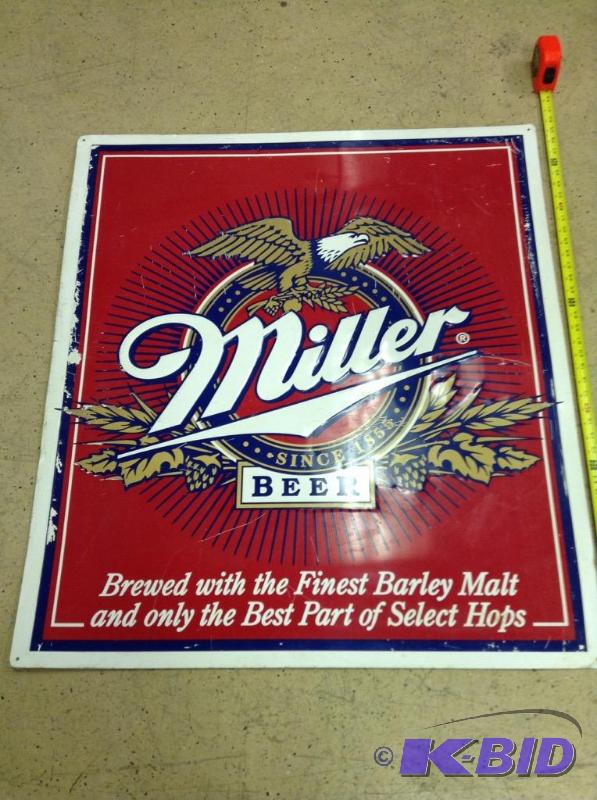 Miller ®
SINCE 1855
BEER
Brewed with the Finest Barley Malt
and only the Best Part of Select Hops
© K-BID